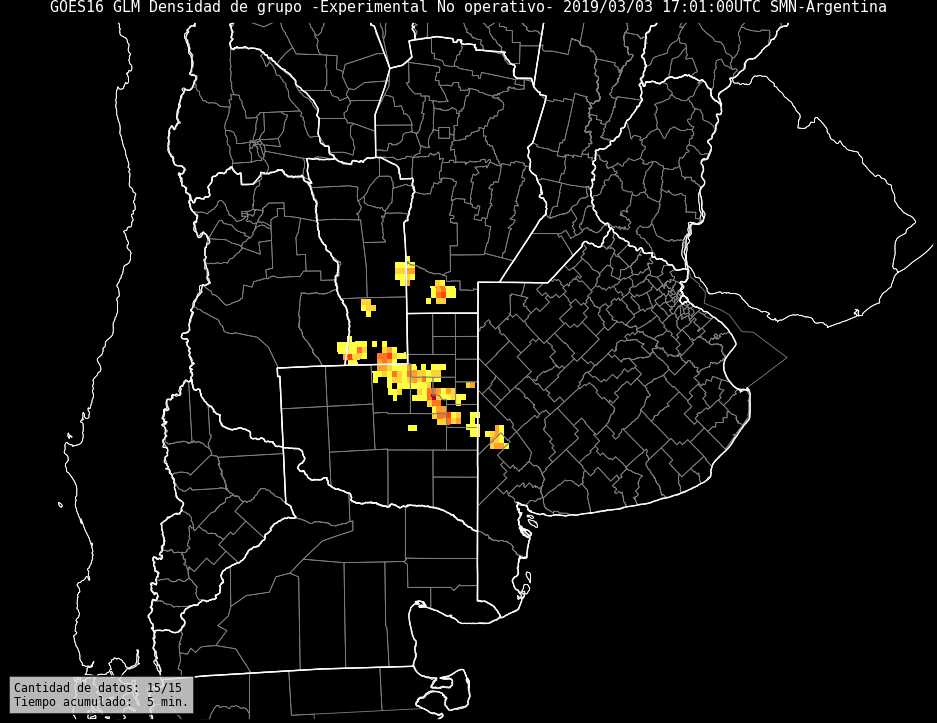 GOES16 GLM Densidad de grupo -Experimental No operativo- 2019/03/03 17:01:00UTC SMN-Argentina
Cantidad de datos: 15/15
Tiempo acumulado:  5 min.